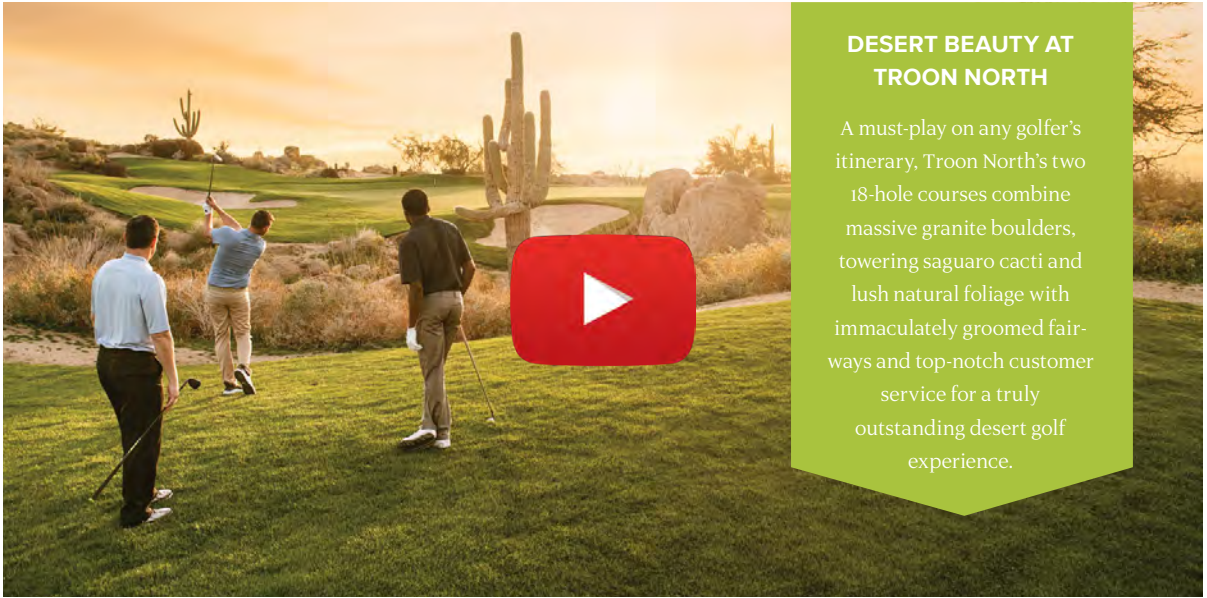 DESERT BEAUTY AT
TROON NORTH
A must-play on any golfer's
itinerary, Troon North's two
18-hole courses combine
massive granite boulders,
towering saguaro cacti and
lush natural foliage with
immaculately groomed fair-
ways and top-notch customer
service for a truly
outstanding desert golf
experience.